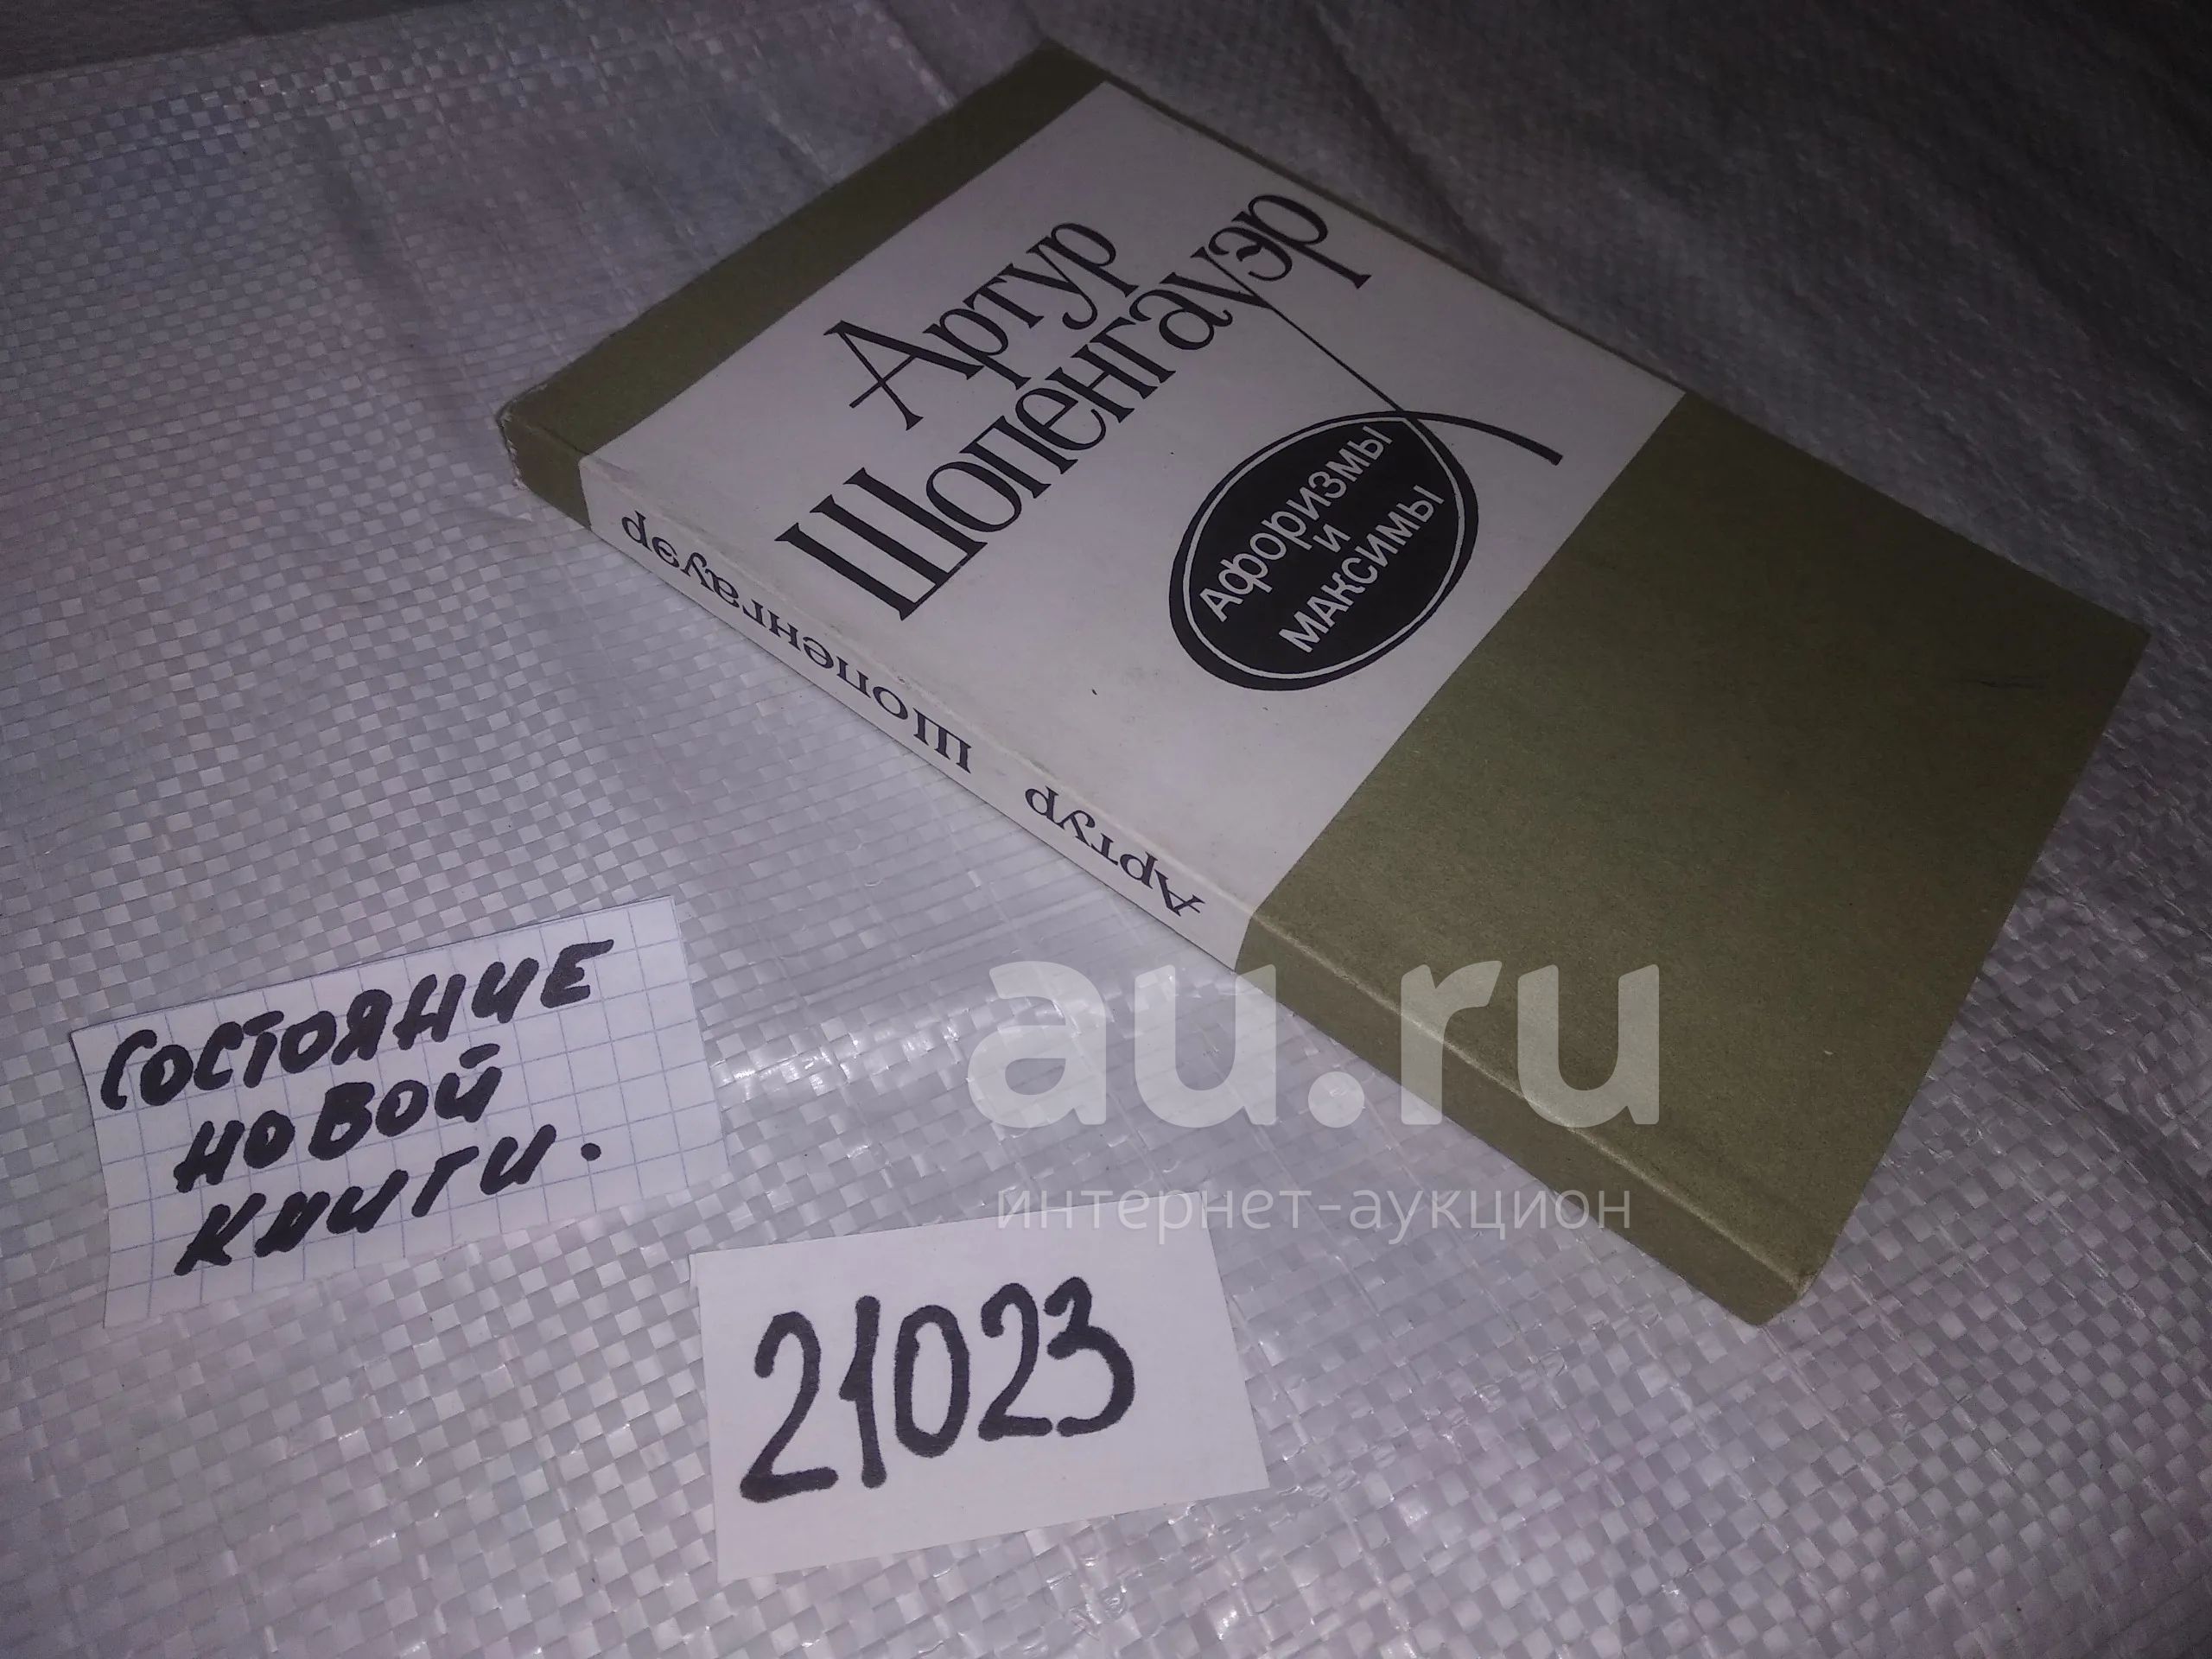 Артур
Шопенгауэр
Афоризмы
и
максимы
Артур Шопенгауэр
au.ru
интернет-аукцион
СОСТОЯНИЕ
НОВОЙ
КНИГИ.
21023